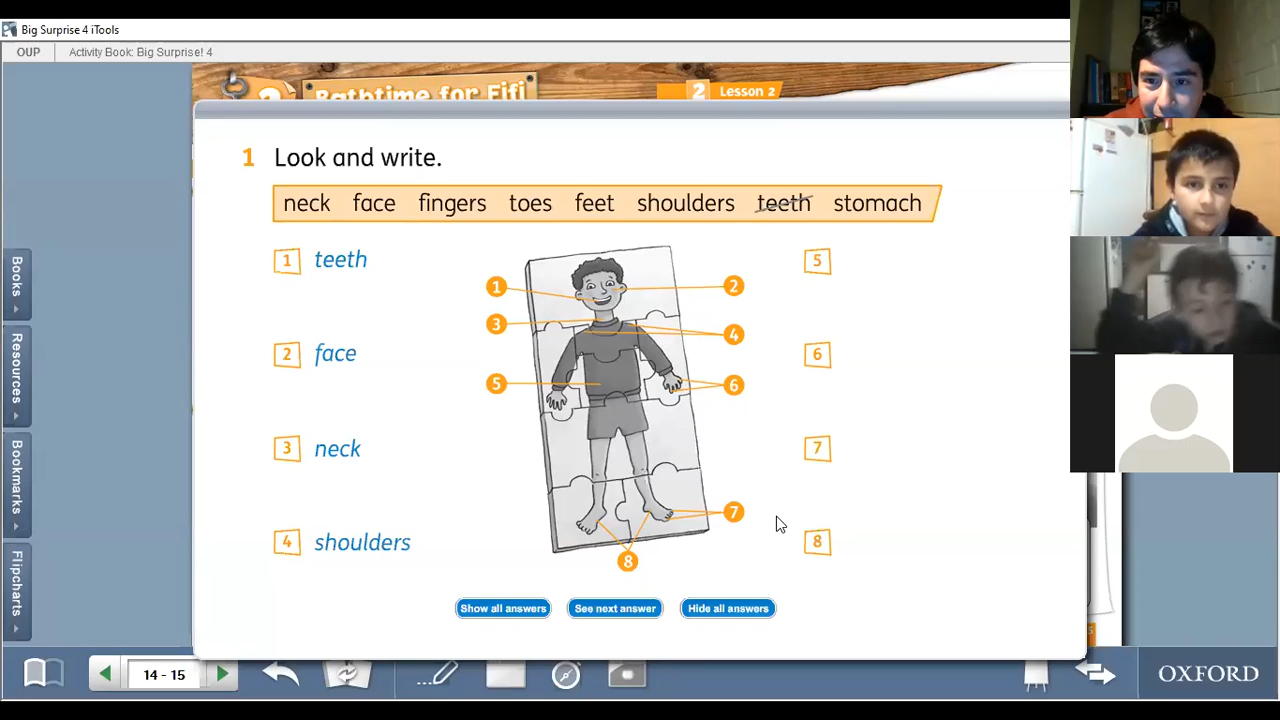 Big Surprise 4 iTools
OUP Activity Book: Big Surprise! 4
Bathtime for Fifi
2 Lesson 2
1 Look and write.
neck face fingers toes feet shoulders teeth stomach
1 teeth
2 face
3 neck
4 shoulders
1
2
3
4
5
6
7
8
5
6
7
8
Show all answers See next answer Hide all answers
Books
Resources
Bookmarks
Flipcharts
14 - 15
OXFORD